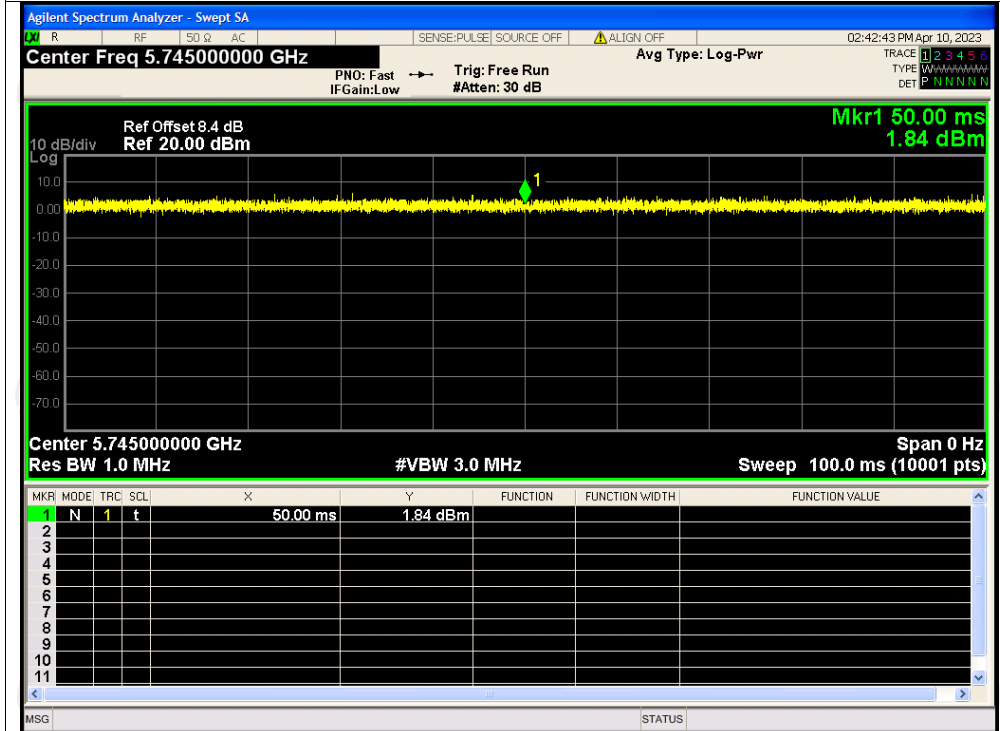 Agilent Spectrum Analyzer - Swept SA
LXI R RF 50 Ω AC SENSE:PULSE SOURCE OFF ALIGN OFF 02:42:43 PM Apr 10, 2023
Center Freq 5.745000000 GHz Avg Type: Log-Pwr TRACE 1 2 3 4 5 6
PNO: Fast Trig: Free Run TYPE W
IFGain:Low #Atten: 30 dB DET P N N N N N
Mkr1 50.00 ms
Ref Offset 8.4 dB 1.84 dBm
10 dB/div Ref 20.00 dBm
Log
1
10.0
0.00
-10.0
-20.0
-30.0
-40.0
-50.0
-60.0
-70.0
Center 5.745000000 GHz Span 0 Hz
Res BW 1.0 MHz #VBW 3.0 MHz Sweep 100.0 ms (10001 pts)
MKR MODE TRC SCL X Y FUNCTION FUNCTION WIDTH FUNCTION VALUE
1 N 1 t 50.00 ms 1.84 dBm
2
3
4
5
6
7
8
9
10
11
MSG STATUS